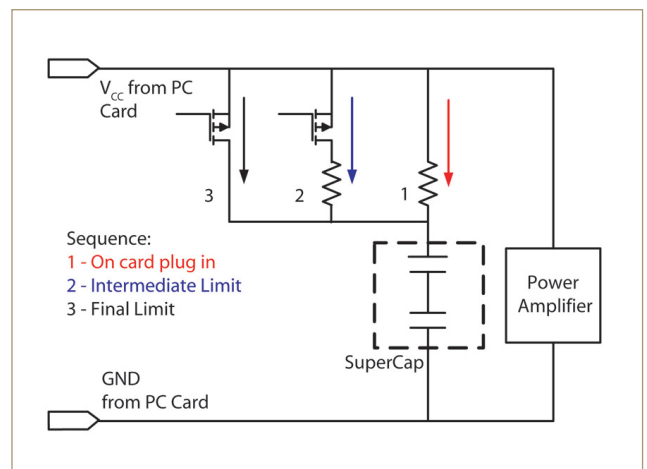 V_CC from PC
Card
3
2
1
Sequence:
1 - On card plug in
2 - Intermediate Limit
3 - Final Limit
Power
Amplifier
SuperCap
GND
from PC Card